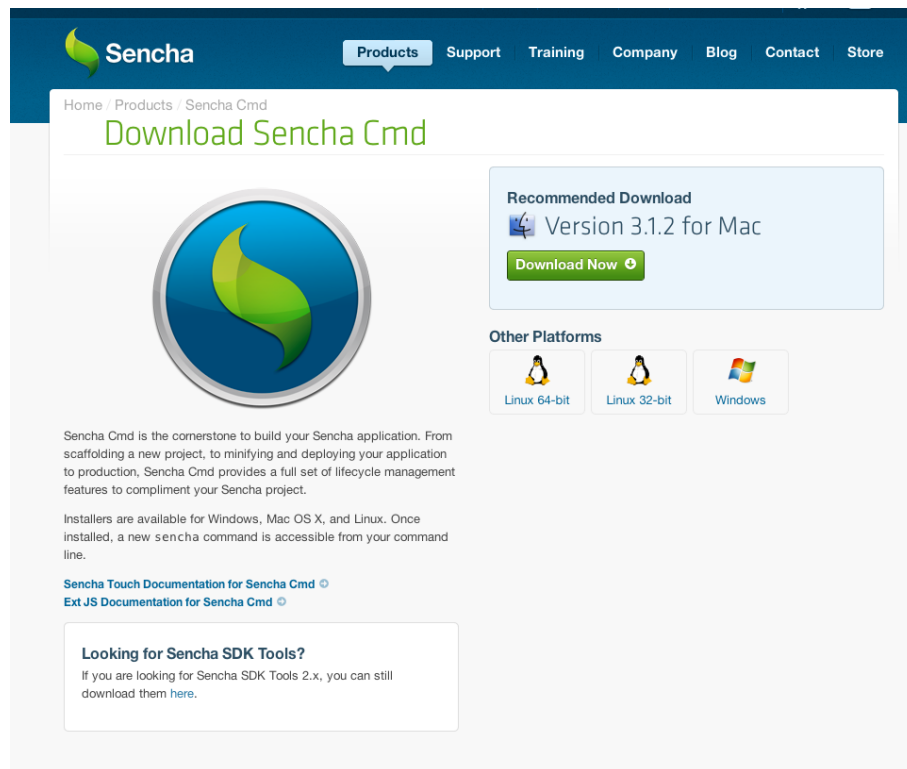 Sencha
Products Support Training Company Blog Contact Store
Home / Products / Sencha Cmd
Download Sencha Cmd
Recommended Download
Version 3.1.2 for Mac
Download Now
Other Platforms
Linux 64-bit Linux 32-bit Windows
Sencha Cmd is the cornerstone to build your Sencha application. From
scaffolding a new project, to minifying and deploying your application
to production, Sencha Cmd provides a full set of lifecycle management
features to compliment your Sencha project.
Installers are available for Windows, Mac OS X, and Linux. Once
installed, a new sencha command is accessible from your command
line.
Sencha Touch Documentation for Sencha Cmd
Ext JS Documentation for Sencha Cmd
Looking for Sencha SDK Tools?
If you are looking for Sencha SDK Tools 2.x, you can still
download them here.